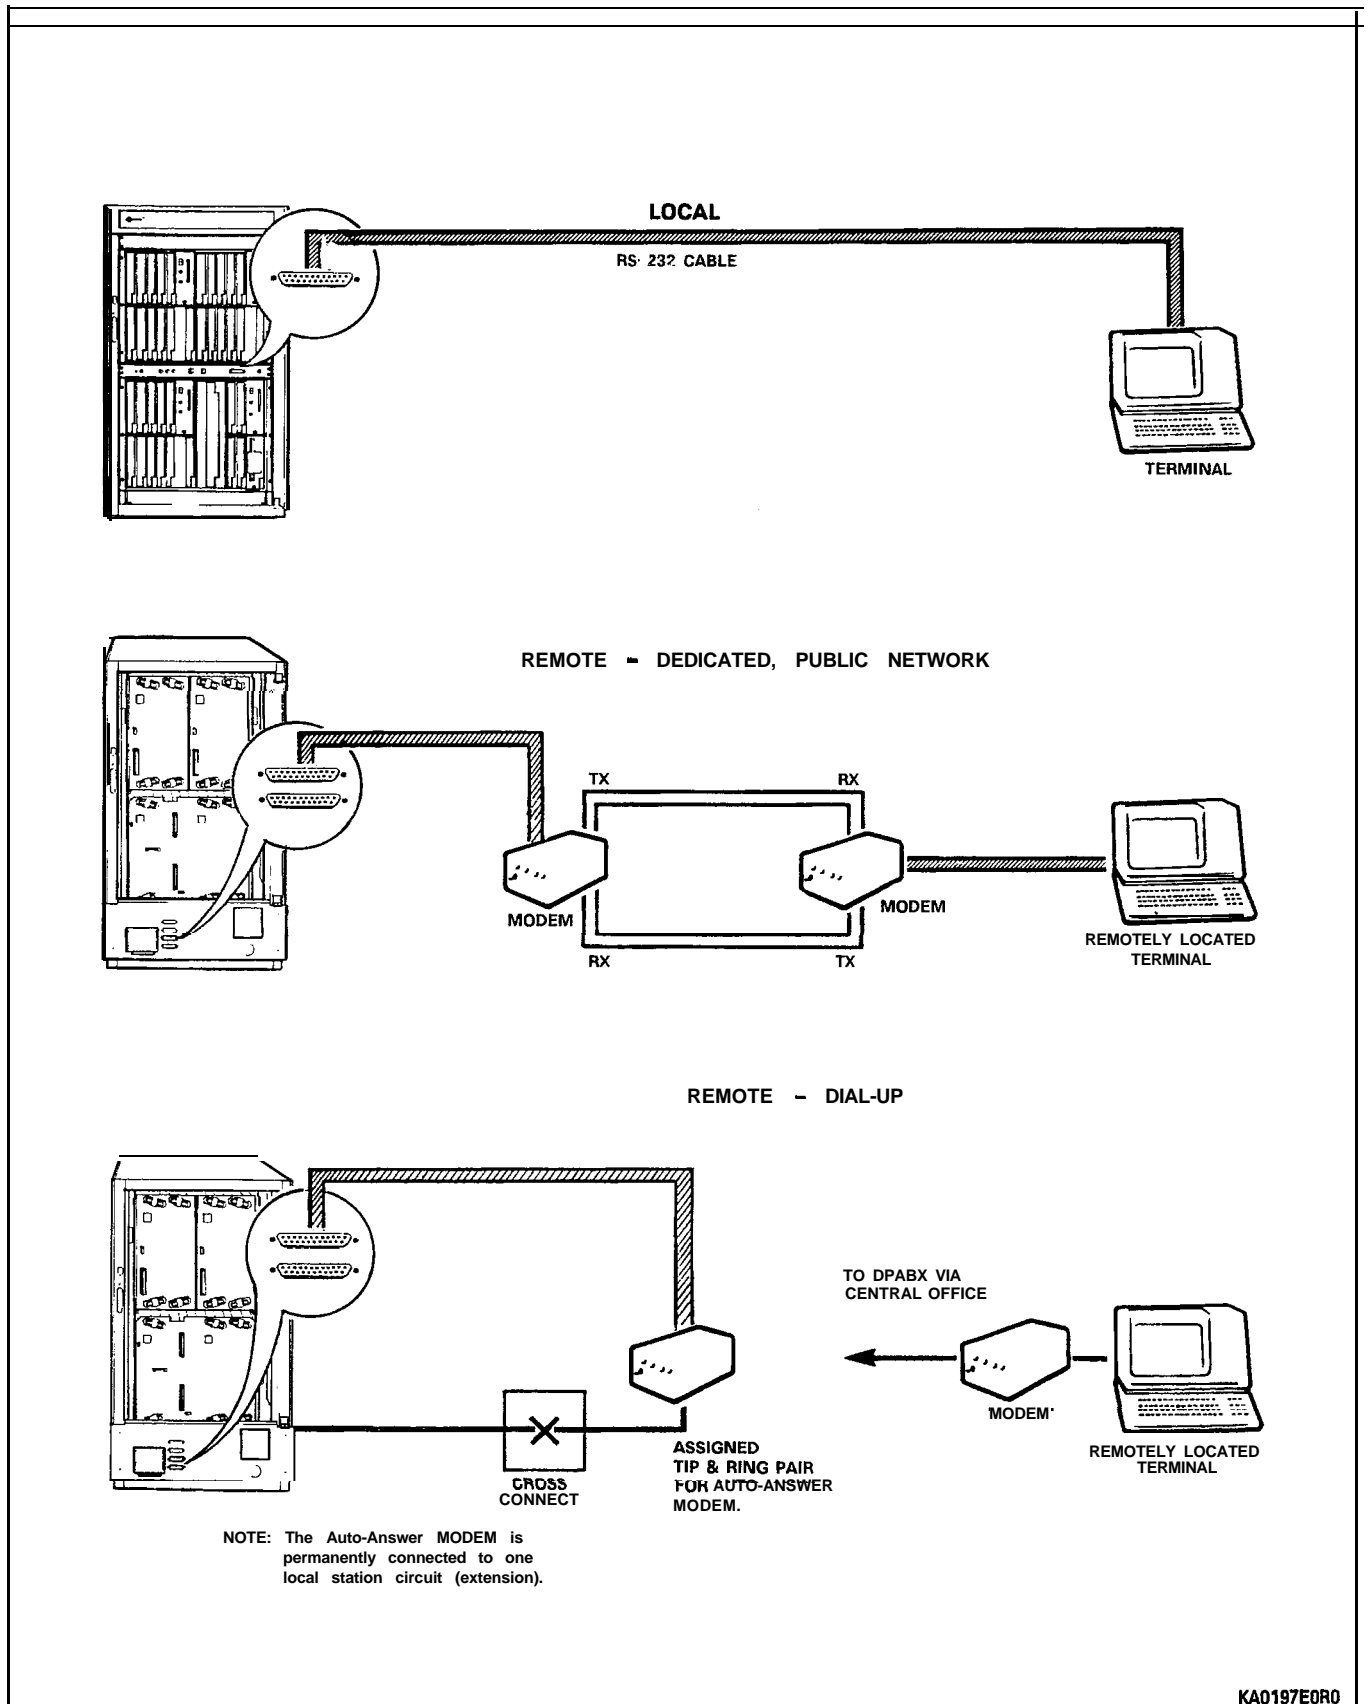 LOCAL
RS- 232 CABLE
TERMINAL
REMOTE - DEDICATED, PUBLIC NETWORK
TX
RX
MODEM
MODEM
RX
TX
REMOTELY LOCATED
TERMINAL
REMOTE - DIAL-UP
TO DPABX VIA
CENTRAL OFFICE
MODEM
REMOTELY LOCATED
TERMINAL
CROSS
CONNECT
ASSIGNED
TIP & RING PAIR
FOR AUTO-ANSWER
MODEM.
NOTE: The Auto-Answer MODEM is
permanently connected to one
local station circuit (extension).
KA0197E0R0